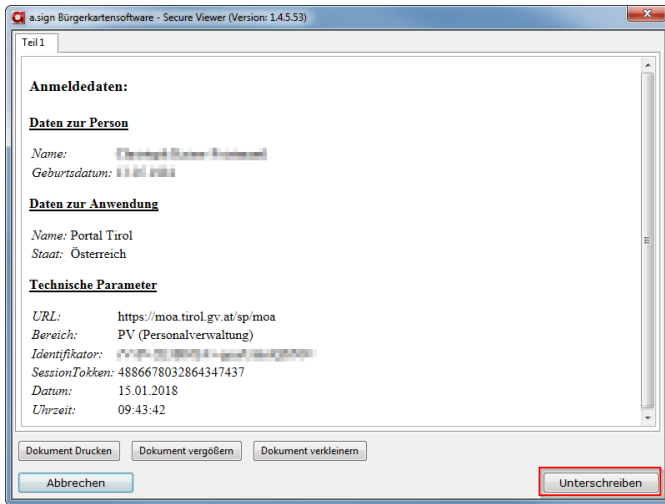 a.sign Bürgerkartensoftware - Secure Viewer (Version: 1.4.5.53)
Teil 1
Anmeldedaten:
Daten zur Person
Name:
Geburtsdatum:
Daten zur Anwendung
Name: Portal Tirol
Staat: Österreich
Technische Parameter
URL: https://moa.tirol.gv.at/sp/moa
Bereich: PV (Personalverwaltung)
Identifikator:
SessionTokken: 4886678032864347437
Datum: 15.01.2018
Uhrzeit: 09:43:42
Dokument Drucken Dokument vergößern Dokument verkleinern
Abbrechen Unterschreiben